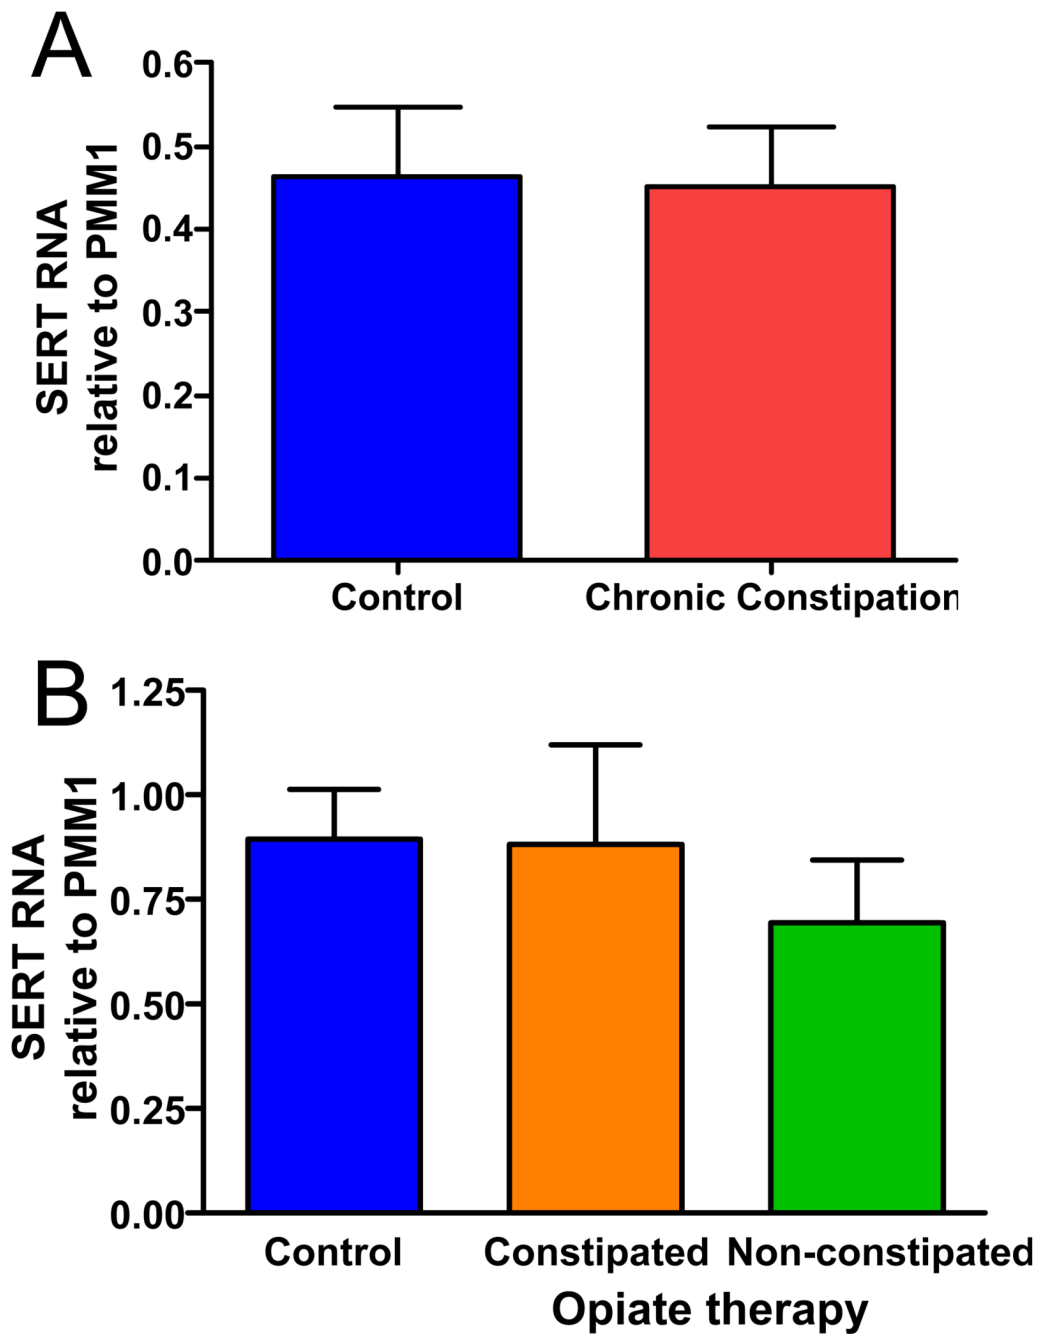 A
0.6
0.5
0.4
0.3
0.2
0.1
0.0
SERT RNA
relative to PMM1
Control
Chronic Constipation
B
1.25
1.00
0.75
0.50
0.25
0.00
SERT RNA
relative to PMM1
Control
Constipated
Non-constipated
Opiate therapy